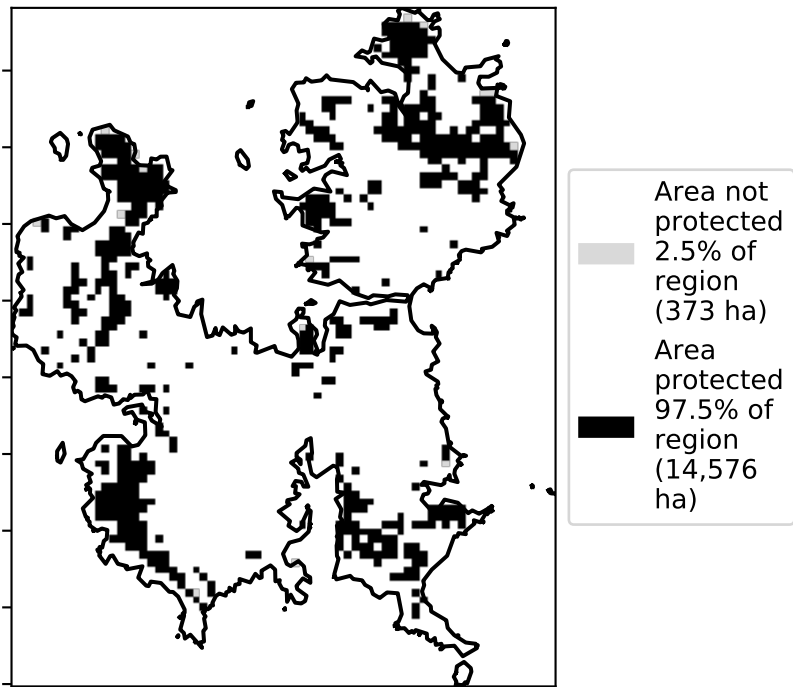 Area not
protected
2.5% of
region
(373 ha)
Area
protected
97.5% of
region
(14,576
ha)